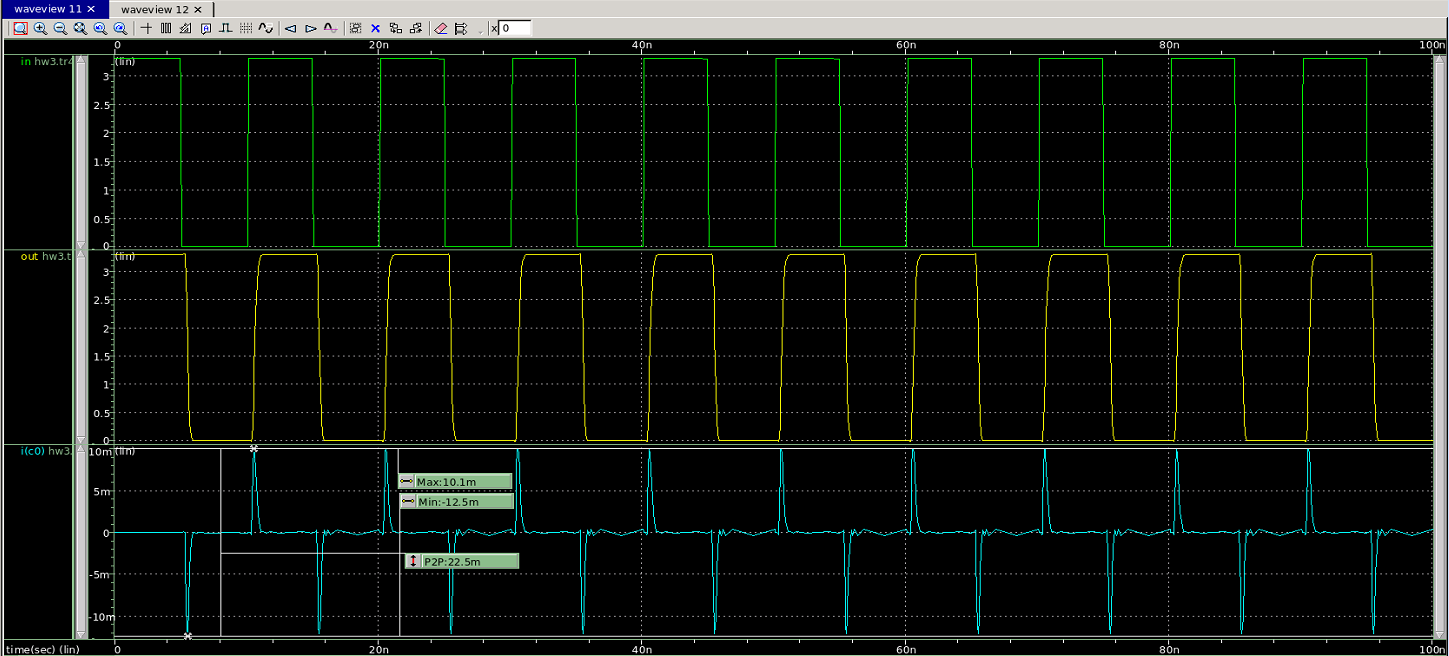 waveview 11 × waveview 12 ×
x 0
0 20n 40n 60n 80n 100n
in hw3.tr (lin)
3
2.5
2
1.5
1
0.5
0
out hw3.t (lin)
3
2.5
2
1.5
1
0.5
0
i(c0) hw3. 10m (lin)
Max:10.1m
5m
Min:-12.5m
0
P2P:22.5m
-5m
-10m
time(sec) (lin) 0 20n 40n 60n 80n 100n